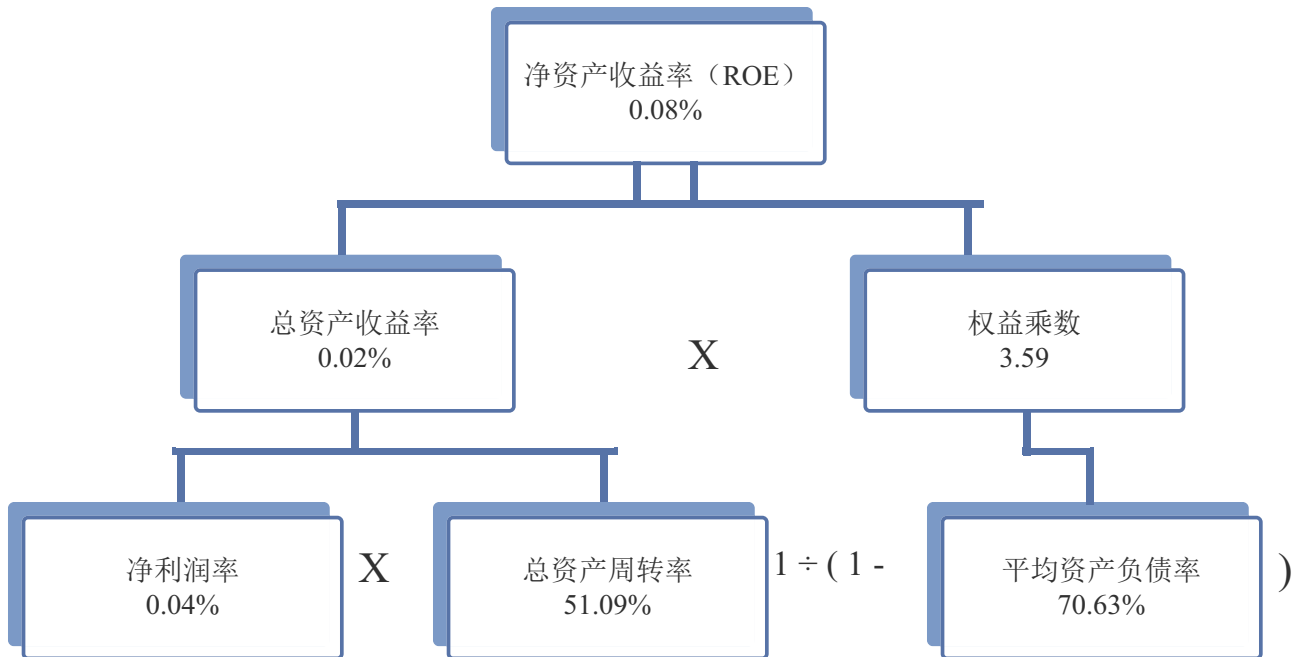 净资产收益率（ROE）
0.08%
总资产收益率
0.02%
X
权益乘数
3.59
净利润率
0.04%
X
总资产周转率
51.09%
1 ÷ ( 1 -
平均资产负债率
70.63%
)